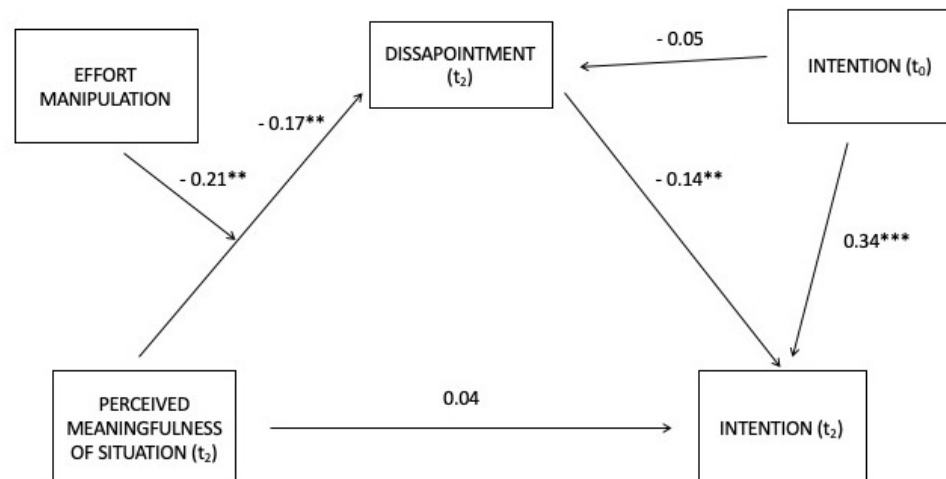 DISSAPOINTMENT
(t₂)
- 0.05
INTENTION (t₀)
EFFORT
MANIPULATION
- 0.17**
- 0.21**
- 0.14**
0.34***
PERCEIVED
MEANINGFULNESS
OF SITUATION (t₂)
0.04
INTENTION (t₂)